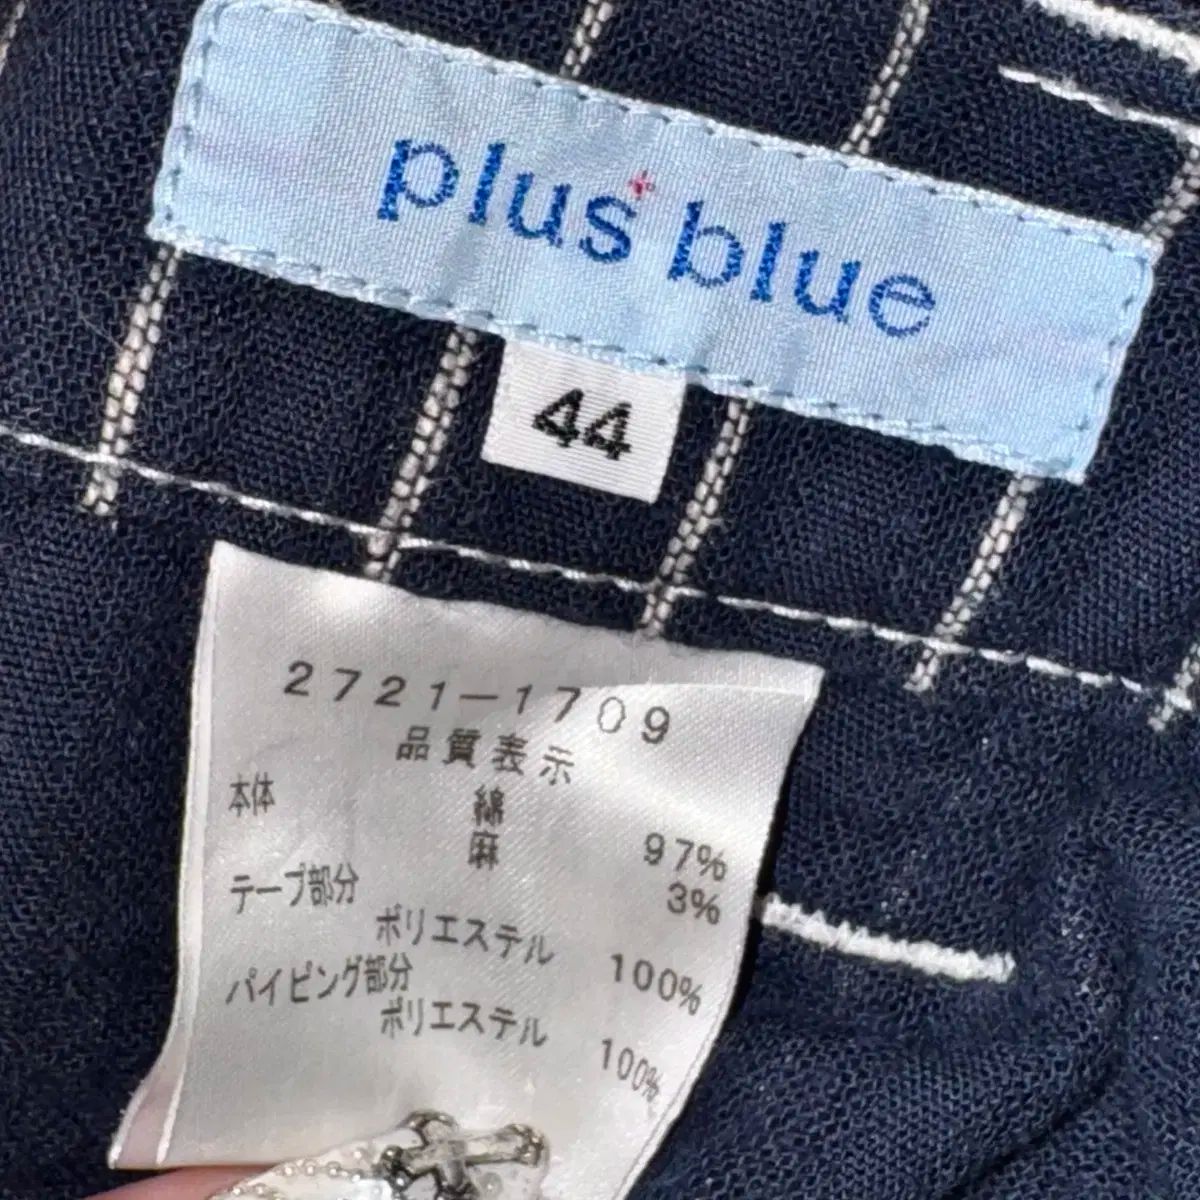 plus+blue
44
2721-1709
品質表示
本体 綿 97%
麻 3%
テープ部分
ポリエステル 100%
パイピング部分
ポリエステル 100%